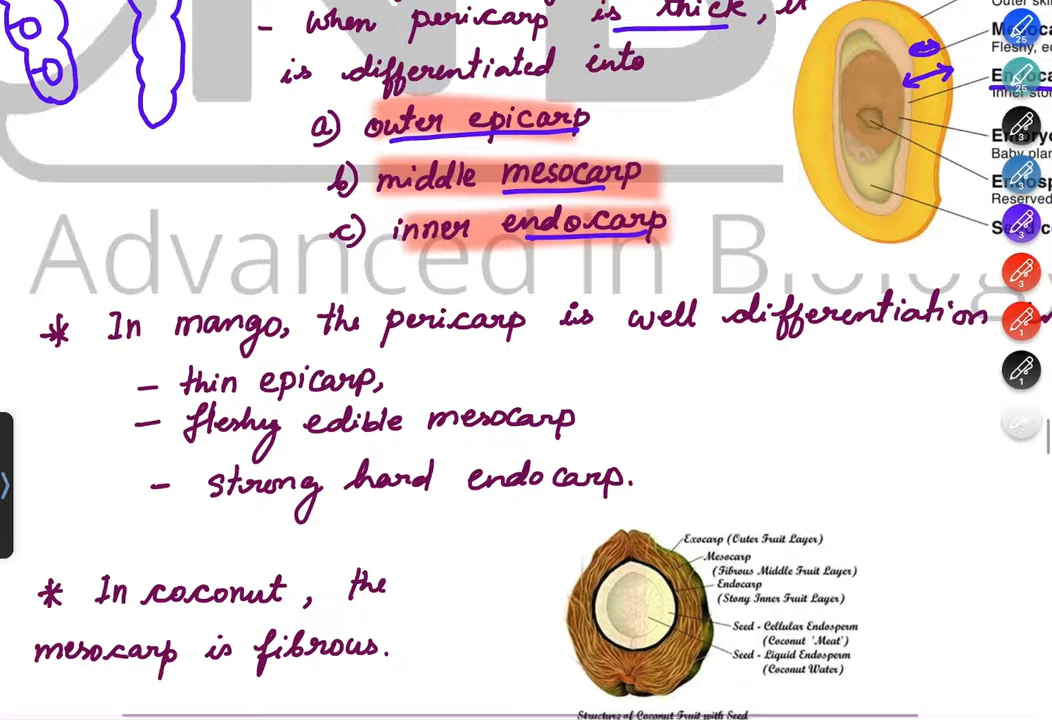 - when pericarp is thick, it
is differentiated into
a) outer epicarp
b) middle mesocarp
c) inner endocarp
Fleshy, e
Baby plan
Reserved
Advanced in Biolog
* In mango, the pericarp is well differentiation
- thin epicarp,
- fleshy edible mesocarp
- strong hard endocarp.
* In coconut, the
mesocarp is fibrous.
Exocarp (Outer Fruit Layer)
Mesocarp
(Fibrous Middle Fruit Layer)
Endocarp
(Stony Inner Fruit Layer)
Seed - Cellular Endosperm
(Coconut 'Meat')
Seed - Liquid Endosperm
(Coconut Water)
Structure of Coconut Fruit with Seed